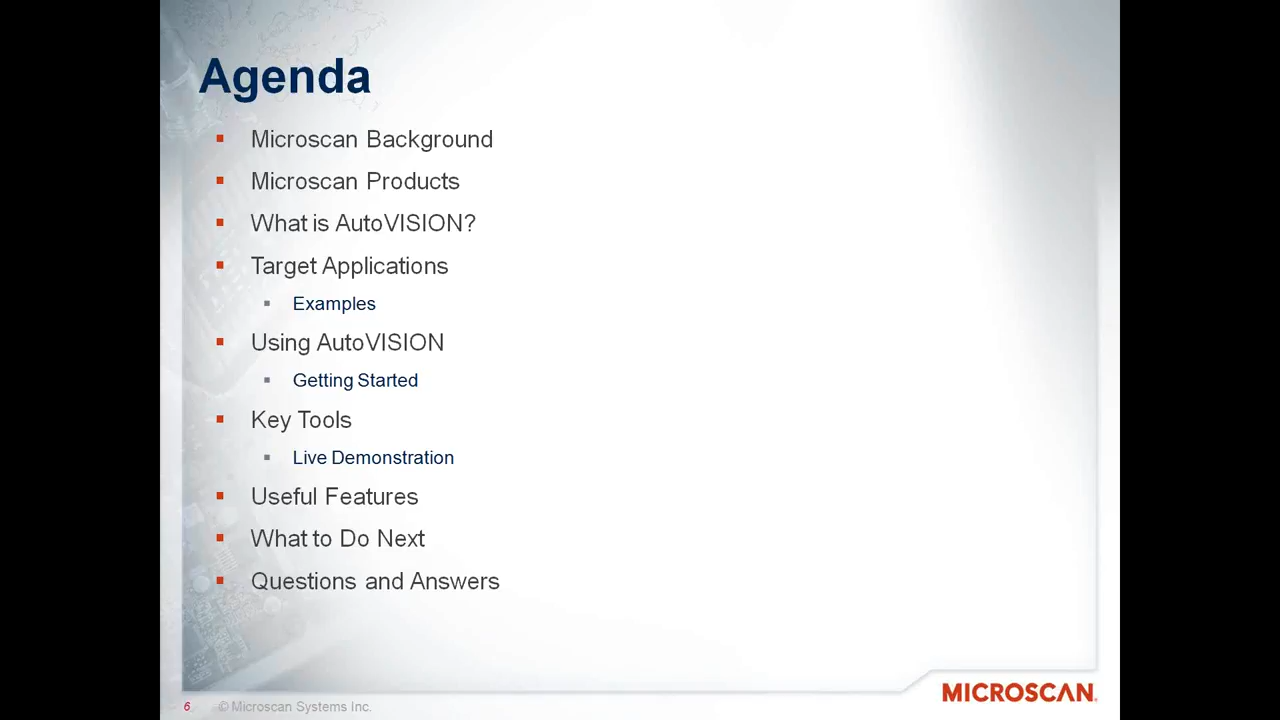 Agenda
Microscan Background
Microscan Products
What is AutoVISION?
Target Applications
Examples
Using AutoVISION
Getting Started
Key Tools
Live Demonstration
Useful Features
What to Do Next
Questions and Answers
6 © Microscan Systems Inc.
MICROSCAN